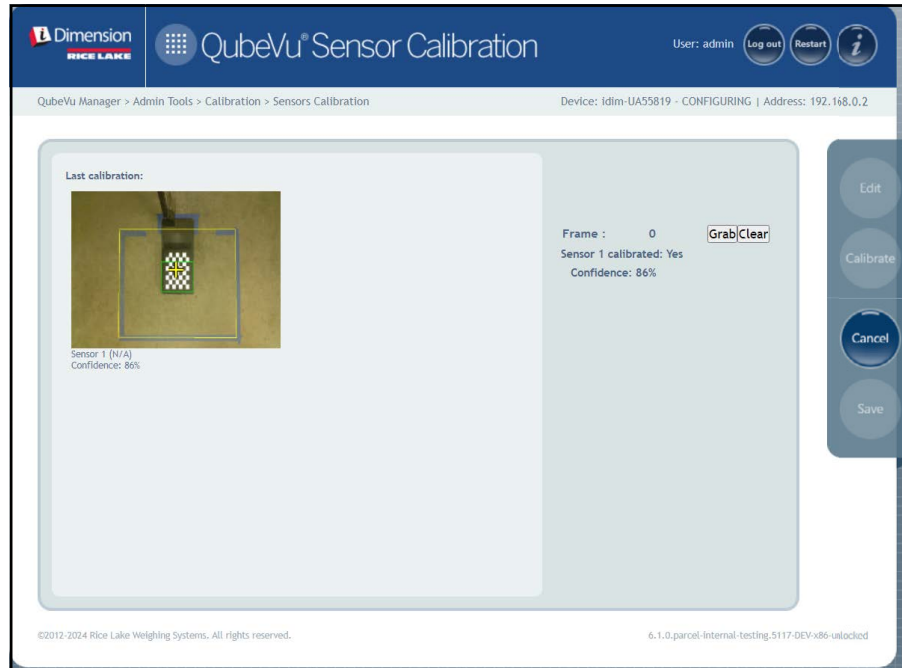 iDimension
RICE LAKE
QubeVu® Sensor Calibration
User: admin
Log out
Restart
i
QubeVu Manager > Admin Tools > Calibration > Sensors Calibration
Device: idim-UA55819 - CONFIGURING | Address: 192.168.0.2
Last calibration:
Sensor 1 (N/A)
Confidence: 86%
Frame : 0
Grab Clear
Sensor 1 calibrated: Yes
Confidence: 86%
Edit
Calibrate
Cancel
Save
©2012-2024 Rice Lake Weighing Systems. All rights reserved.
6.1.0.parcel-internal-testing.5117-DEV-x86-unlocked